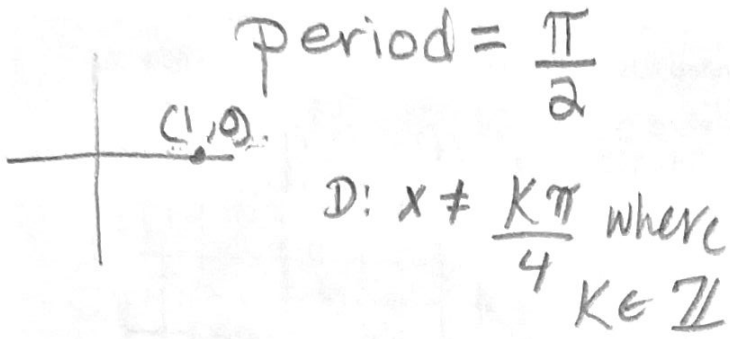 period = π/2
(1,0).
D: x ≠ Kπ/4 where
K ∈ ℤ